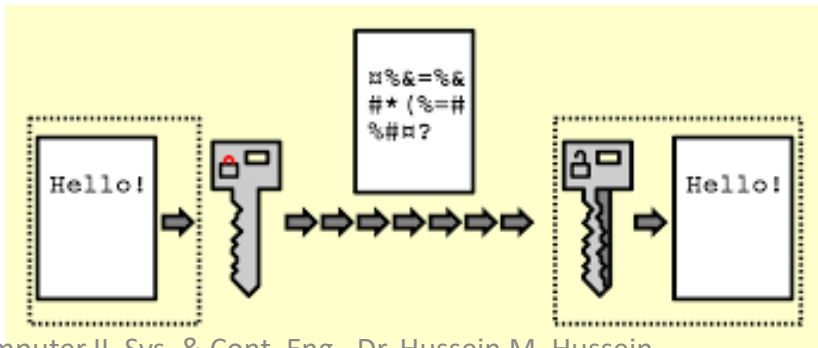 ¤%&=%&
#*(%=#
%#¤?
Hello!
Hello!
mputer II, Sys. & Cont. Eng., Dr. Hussein M. Hussein